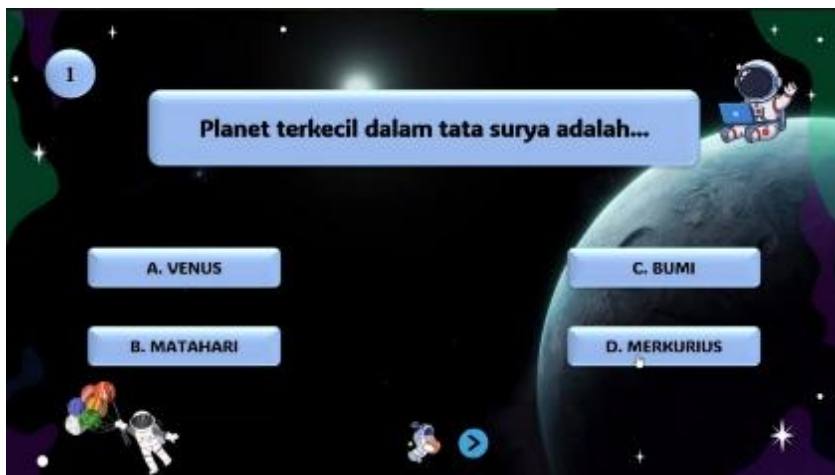 1
Planet terkecil dalam tata surya adalah...
A. VENUS
B. MATAHARI
C. BUMI
D. MERKURIUS